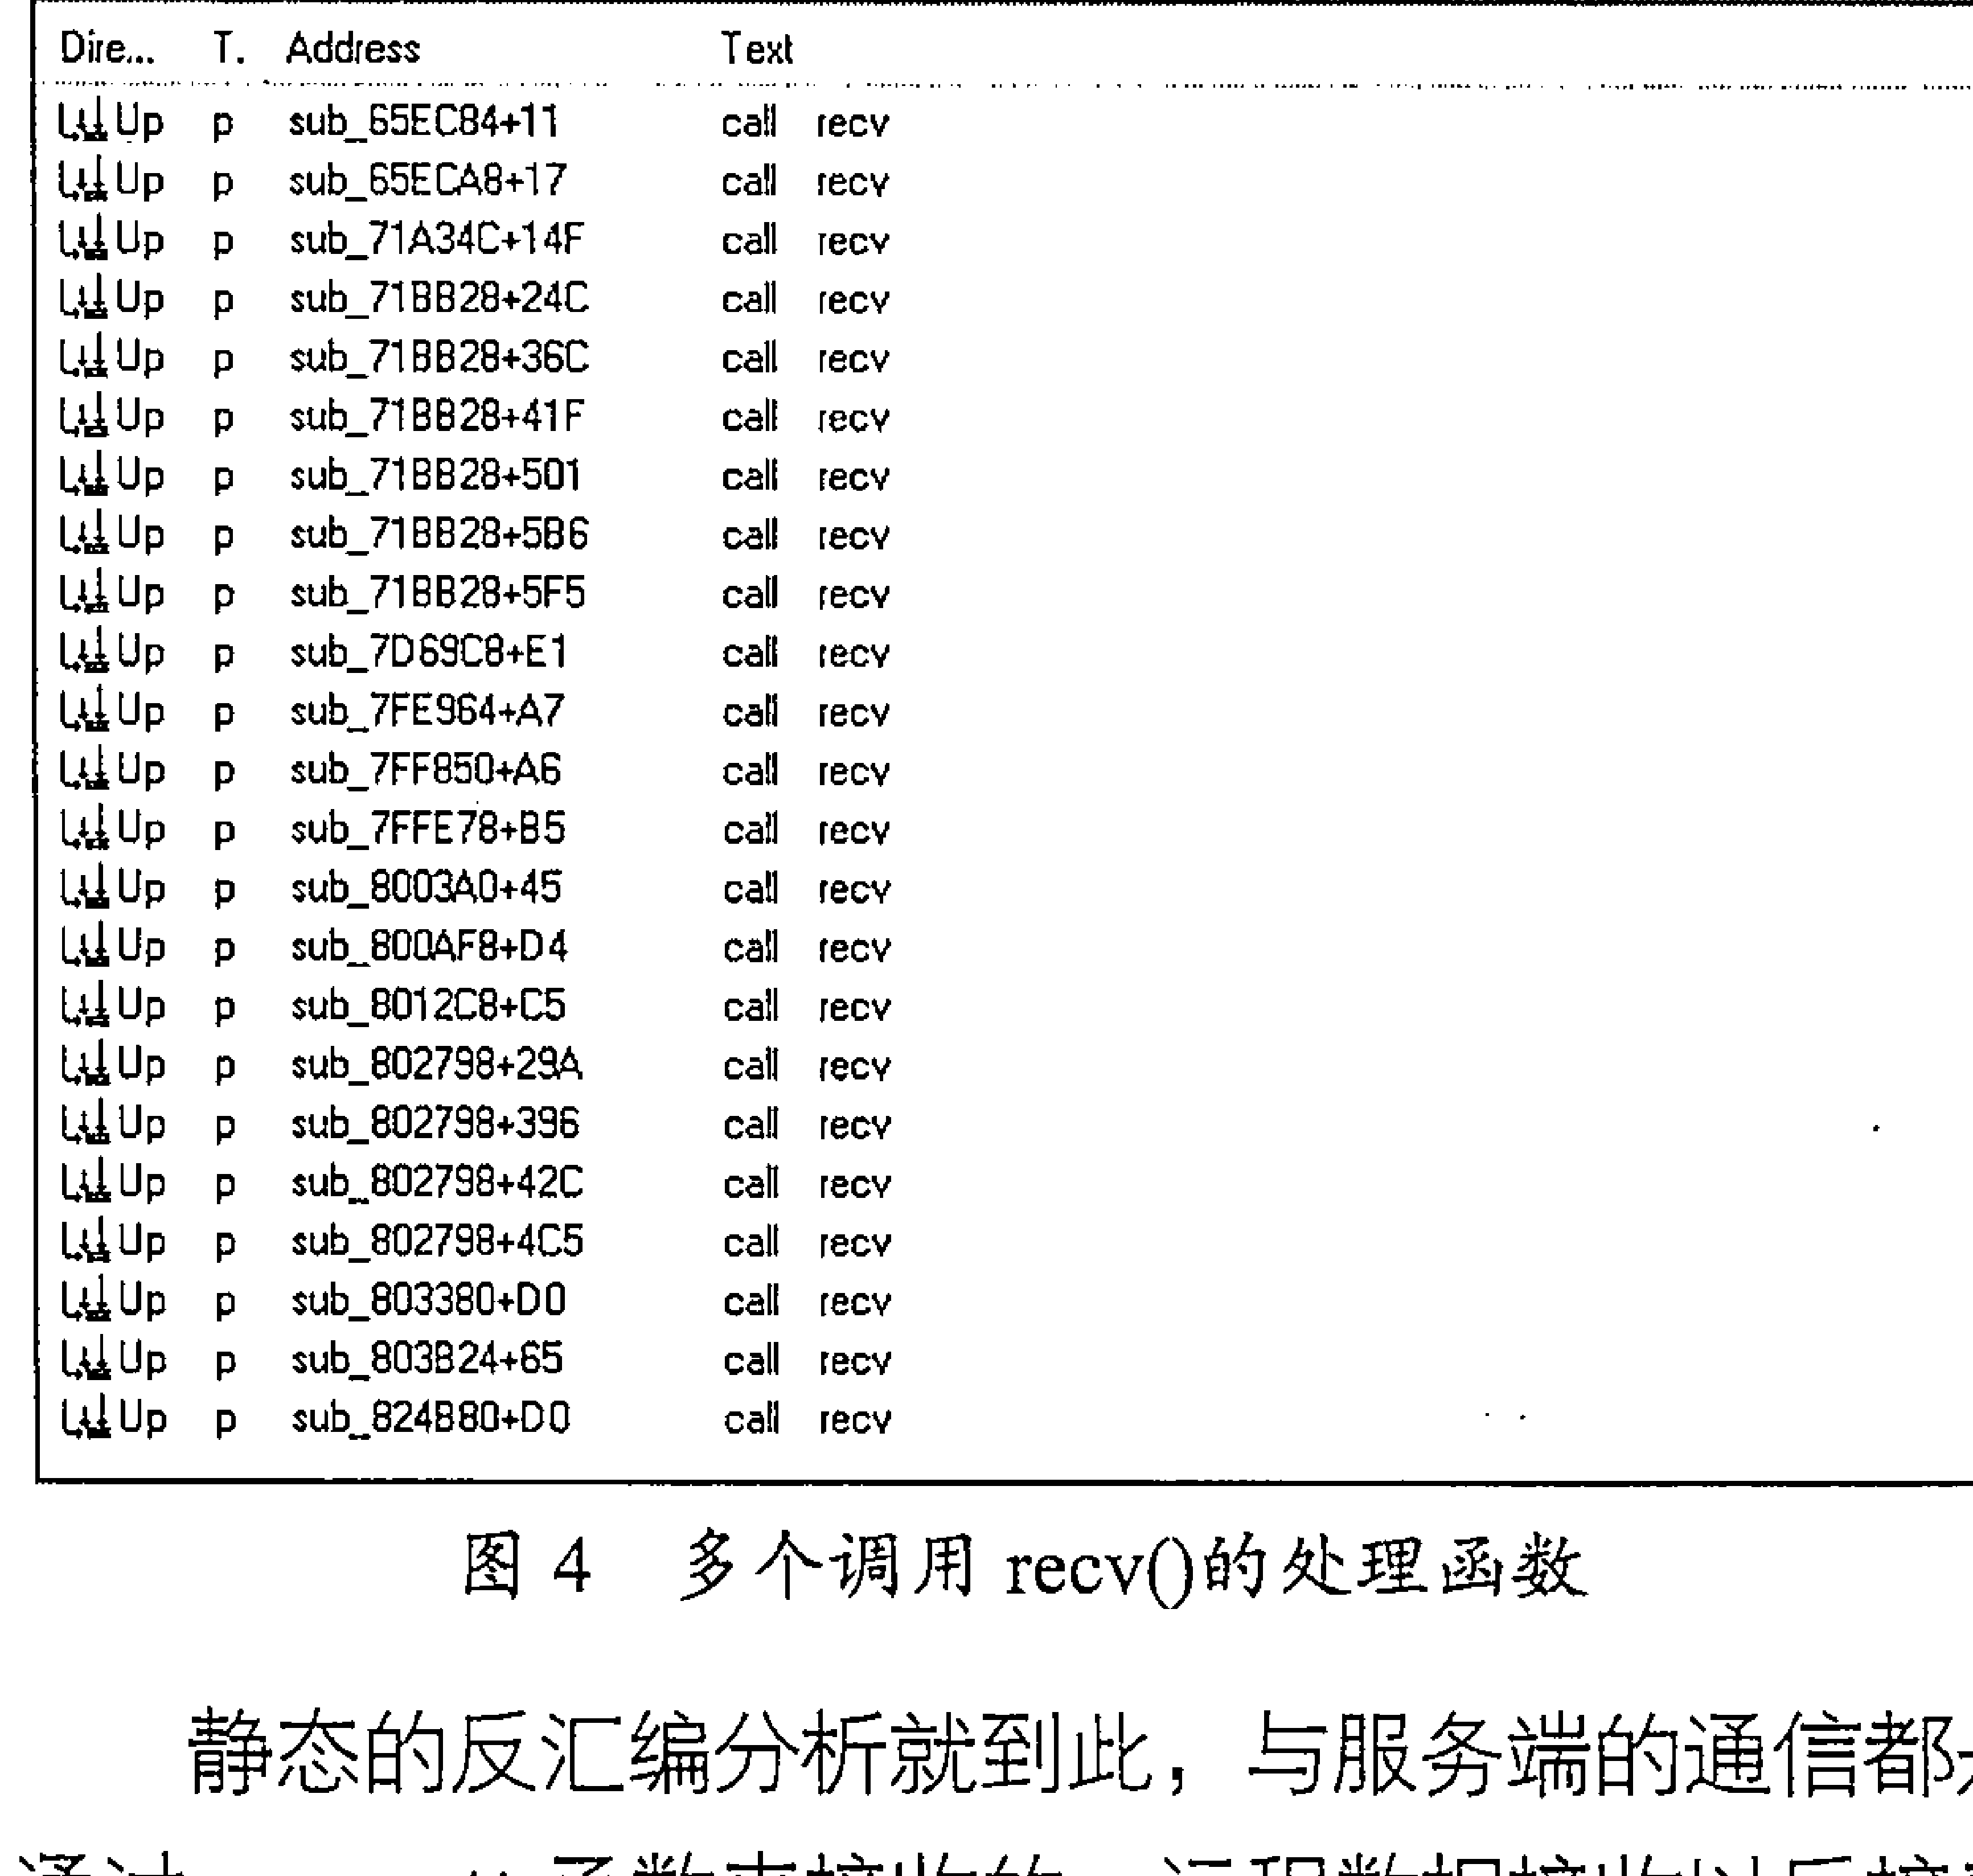 Dire... T. Address Text
Up p sub_65EC84+11 call recv
Up p sub_65ECA8+17 call recv
Up p sub_71A34C+14F call recv
Up p sub_71BB28+24C call recv
Up p sub_71BB28+36C call recv
Up p sub_71BB28+41F call recv
Up p sub_71BB28+501 call recv
Up p sub_71BB28+5B6 call recv
Up p sub_71BB28+5F5 call recv
Up p sub_7D69C8+E1 call recv
Up p sub_7FE964+A7 call recv
Up p sub_7FF850+A6 call recv
Up p sub_7FFE78+B5 call recv
Up p sub_8003A0+45 call recv
Up p sub_800AF8+D4 call recv
Up p sub_8012C8+C5 call recv
Up p sub_802798+29A call recv
Up p sub_802798+396 call recv
Up p sub_802798+42C call recv
Up p sub_802798+4C5 call recv
Up p sub_803380+D0 call recv
Up p sub_803B24+65 call recv
Up p sub_824B80+D0 call recv
图 4 多个调用 recv()的处理函数
静态的反汇编分析就到此，与服务端的通信都